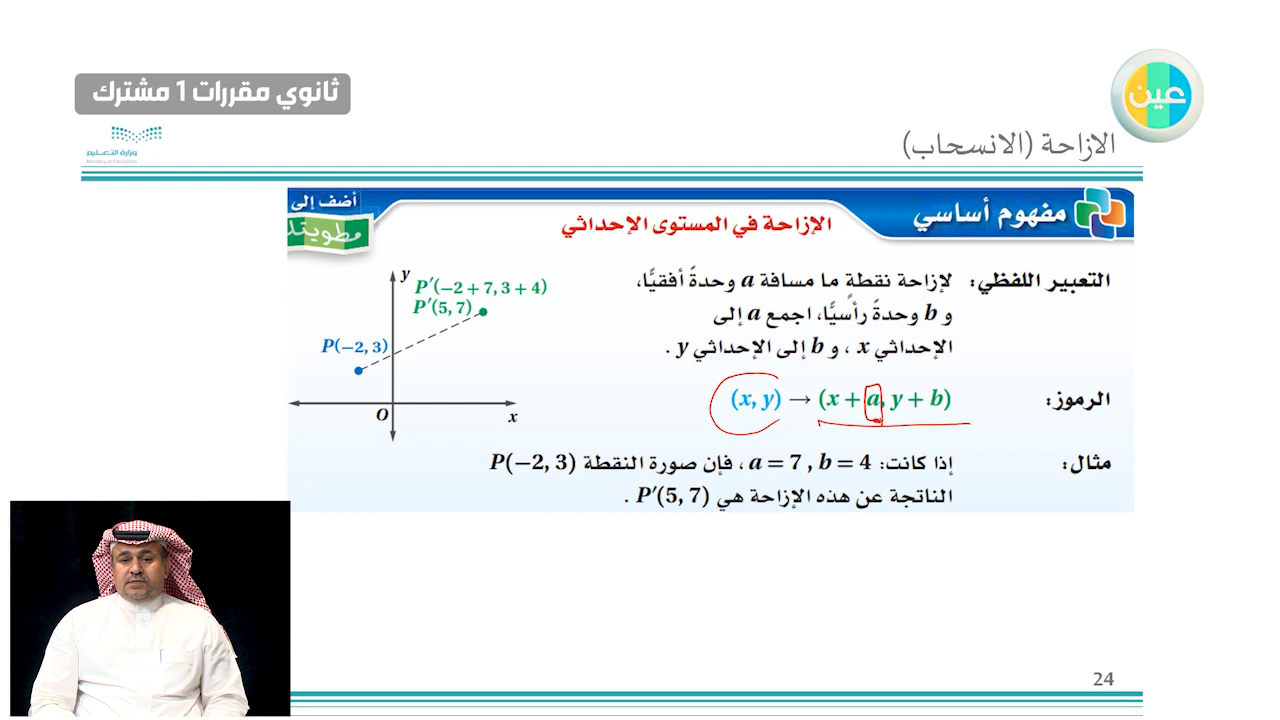 ثانوي مقررات 1 مشترك
عين
وزارة التعليم
Ministry of Education
الازاحة (الانسحاب)
مفهوم أساسي
أضف إلى
مطويتك
الإزاحة في المستوى الإحداثي
التعبير اللفظي: لإزاحة نقطةٍ ما مسافة a وحدةً أفقيًّا،
و b وحدةً رأسيًّا، اجمع a إلى
الإحداثي x ، و b إلى الإحداثي y .
الرموز: (x, y) → (x + a, y + b)
مثال: إذا كانت: a = 7 , b = 4 ، فإن صورة النقطة P(−2, 3)
الناتجة عن هذه الإزاحة هي P′(5, 7) .
y
P′(−2 + 7, 3 + 4)
P′(5, 7)
P(−2, 3)
O
x
24